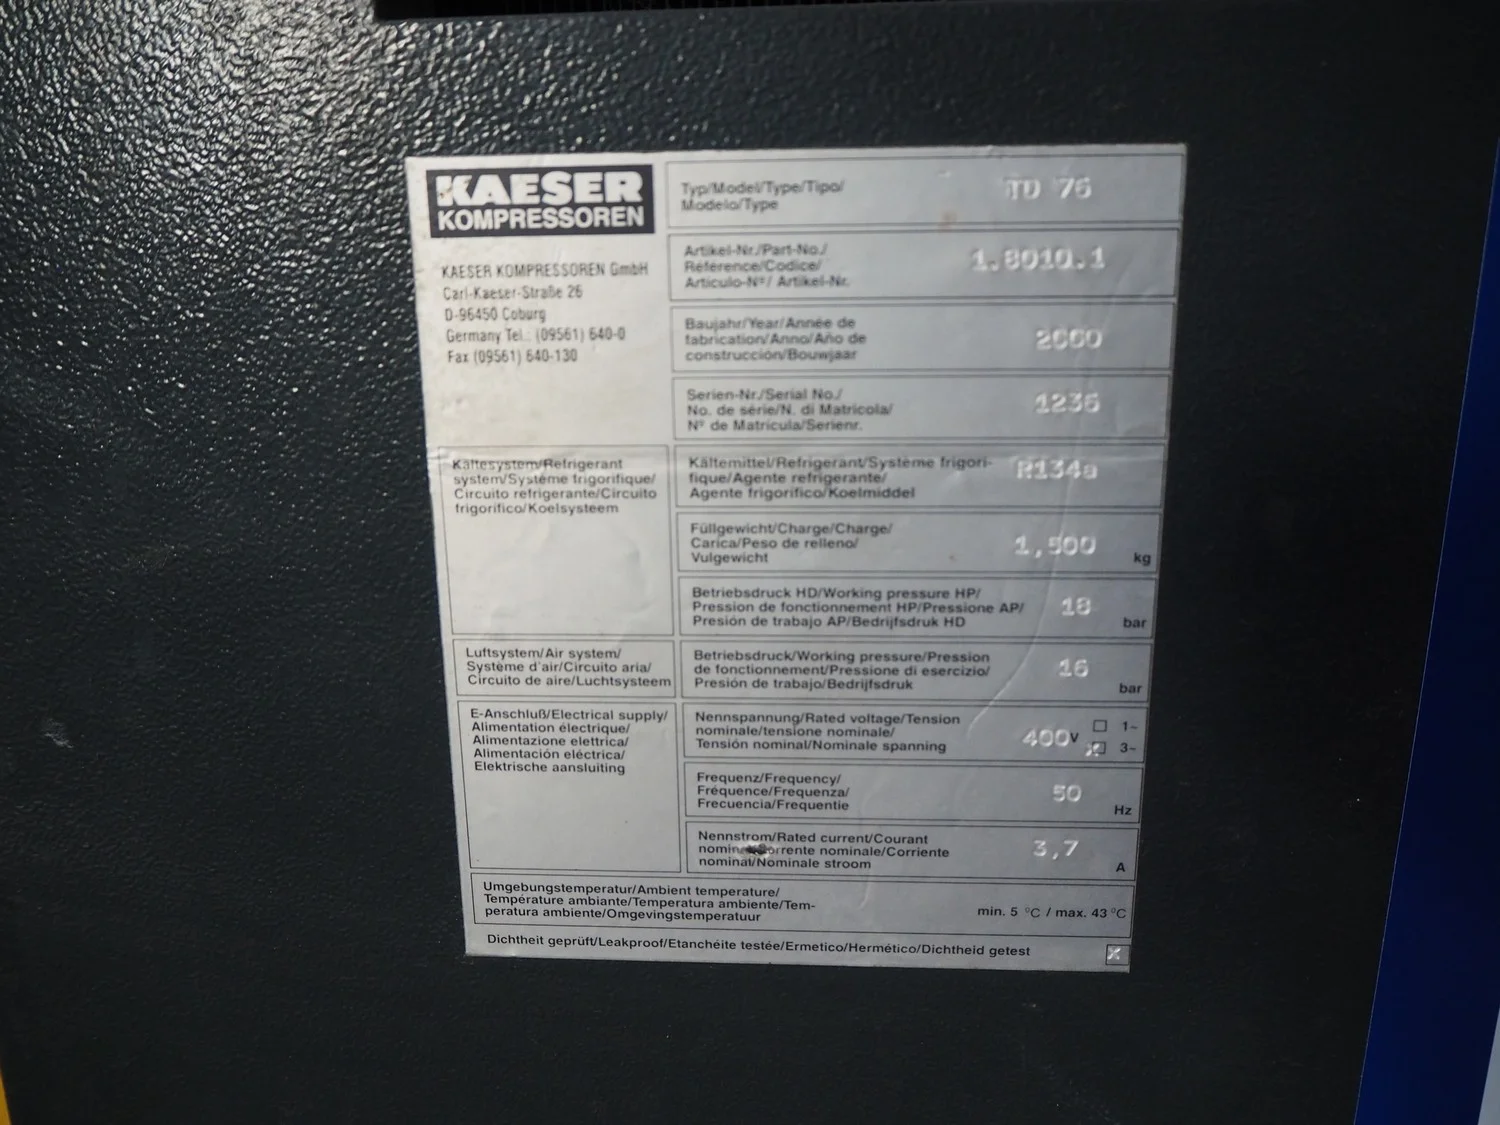 KAESER
KOMPRESSOREN
KAESER KOMPRESSOREN GmbH
Carl-Kaeser-Straße 26
D-96450 Coburg
Germany Tel.: (09561) 640-0
Fax (09561) 640-130
Typ/Model/Type/Tipo/
Modelo/Type
TD 76
Artikel-Nr./Part-No./
Référence/Codice/
Articulo-Nº/ Artikel-Nr.
1.8010.1
Baujahr/Year/Année de
fabrication/Anno/Año de
construcción/Bouwjaar
2000
Serien-Nr./Serial No./
No. de série/N. di Matricola/
Nº de Matricula/Serienr.
1236
Kältesystem/Refrigerant
system/Système frigorifique/
Circuito refrigerante/Circuito
frigorifico/Koelsysteem
Kältemittel/Refrigerant/Système frigori-
fique/Agente refrigerante/
Agente frigorifico/Koelmiddel
R134a
Füllgewicht/Charge/Charge/
Carica/Peso de relleno/
Vulgewicht
1,500 kg
Betriebsdruck HD/Working pressure HP/
Pression de fonctionnement HP/Pressione AP/
Presión de trabajo AP/Bedrijfsdruk HD
18 bar
Luftsystem/Air system/
Système d'air/Circuito aria/
Circuito de aire/Luchtsysteem
Betriebsdruck/Working pressure/Pression
de fonctionnement/Pressione di esercizio/
Presión de trabajo/Bedrijfsdruk
16 bar
E-Anschluß/Electrical supply/
Alimentation électrique/
Alimentazione elettrica/
Alimentación eléctrica/
Elektrische aansluiting
Nennspannung/Rated voltage/Tension
nominale/tensione nominale/
Tensión nominal/Nominale spanning
400 V
1~
X 3~
Frequenz/Frequency/
Fréquence/Frequenza/
Frecuencia/Frequentie
50 Hz
Nennstrom/Rated current/Courant
nominale/Corriente
nominal/Nominale stroom
3,7 A
Umgebungstemperatur/Ambient temperature/
Température ambiante/Temperatura ambiente/Tem-
peratura ambiente/Omgevingstemperatuur
min. 5 °C / max. 43 °C
Dichtheit geprüft/Leakproof/Etanchéite testée/Ermetico/Hermético/Dichtheid getest
X